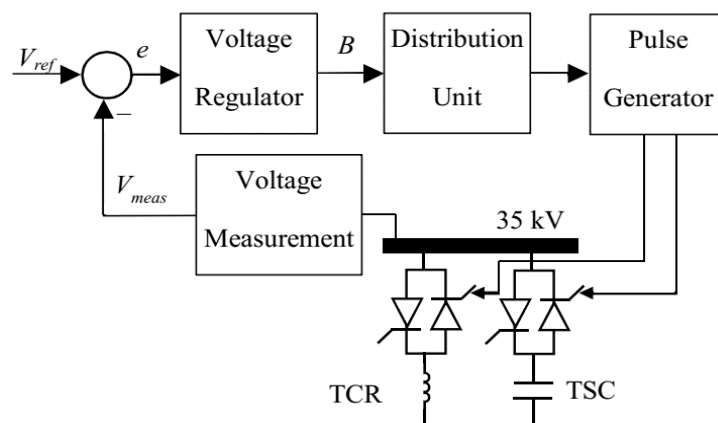 Voltage
Regulator
Distribution
Unit
Pulse
Generator
V_ref
e
B
−
V_meas
Voltage
Measurement
35 kV
TCR
TSC